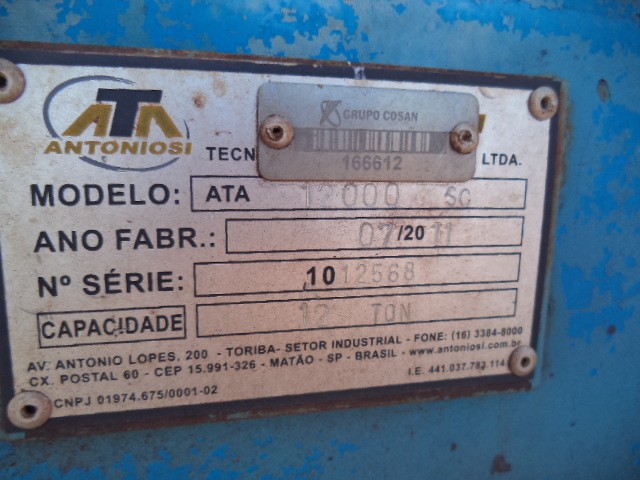 ATA
ANTONIOSI
GRUPO COSAN
166612
TECN LTDA.
MODELO: ATA 12000 SC
ANO FABR.: 07/2011
Nº SÉRIE: 1012568
CAPACIDADE 12 TON
AV. ANTONIO LOPES, 200 - TORIBA- SETOR INDUSTRIAL - FONE: (16) 3384-8000
CX. POSTAL 60 - CEP 15.991-326 - MATÃO - SP - BRASIL - www.antoniosi.com.br
CNPJ 01974.675/0001-02
I.E. 441.037.783.114